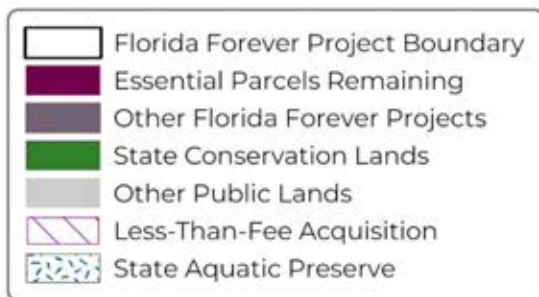 Florida Forever Project Boundary
Essential Parcels Remaining
Other Florida Forever Projects
State Conservation Lands
Other Public Lands
Less-Than-Fee Acquisition
State Aquatic Preserve